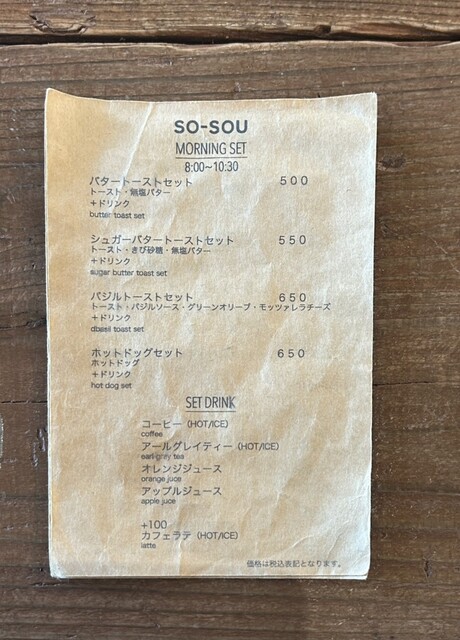 SO-SOU
MORNING SET
8:00~10:30
バタートーストセット 500
トースト・無塩バター
＋ドリンク
butter toast set
シュガーバタートーストセット 550
トースト・きび砂糖・無塩バター
＋ドリンク
sugar butter toast set
バジルトーストセット 650
トースト・バジルソース・グリーンオリーブ・モッツァレラチーズ
＋ドリンク
dbasil toast set
ホットドッグセット 650
ホットドッグ
＋ドリンク
hot dog set
SET DRINK
コーヒー（HOT/ICE）
coffee
アールグレイティー（HOT/ICE）
earl grey tea
オレンジジュース
orange juce
アップルジュース
apple juce
+100
カフェラテ（HOT/ICE）
latte
価格は税込表記となります。